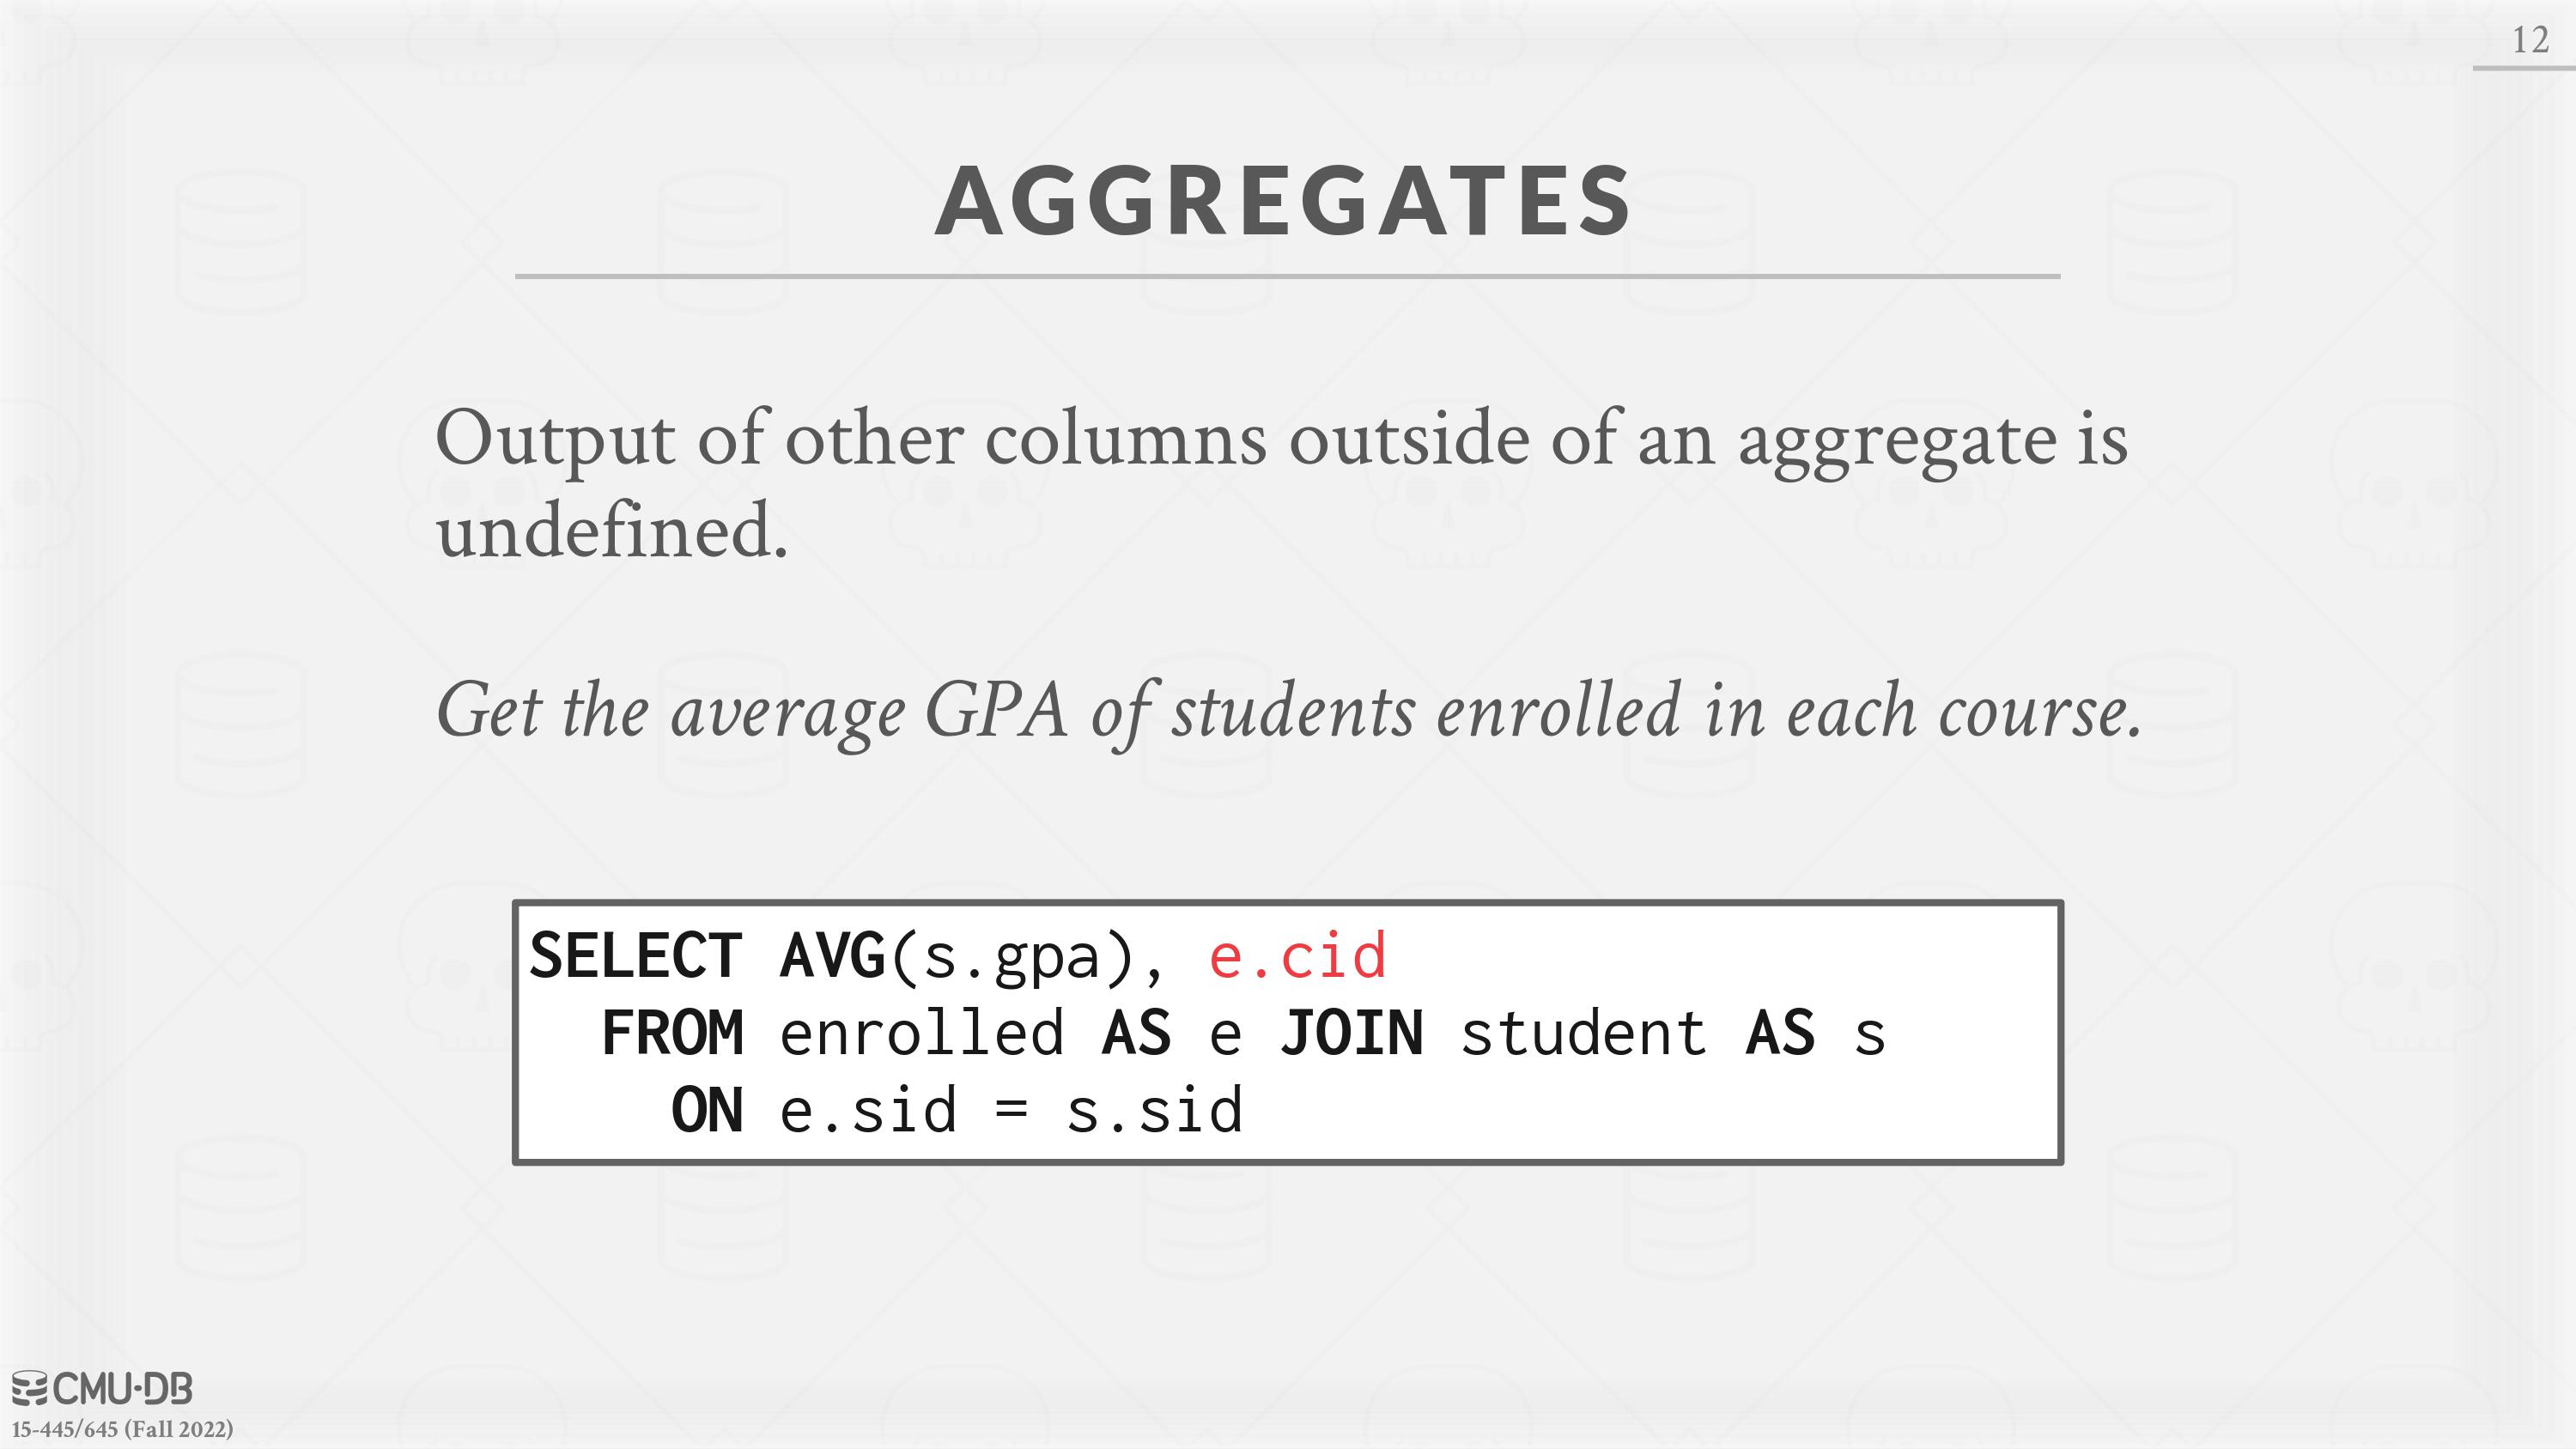 12
AGGREGATES
Output of other columns outside of an aggregate is
undefined.
Get the average GPA of students enrolled in each course.
SELECT AVG(s.gpa), e.cid
  FROM enrolled AS e JOIN student AS s
    ON e.sid = s.sid
CMU·DB
15-445/645 (Fall 2022)